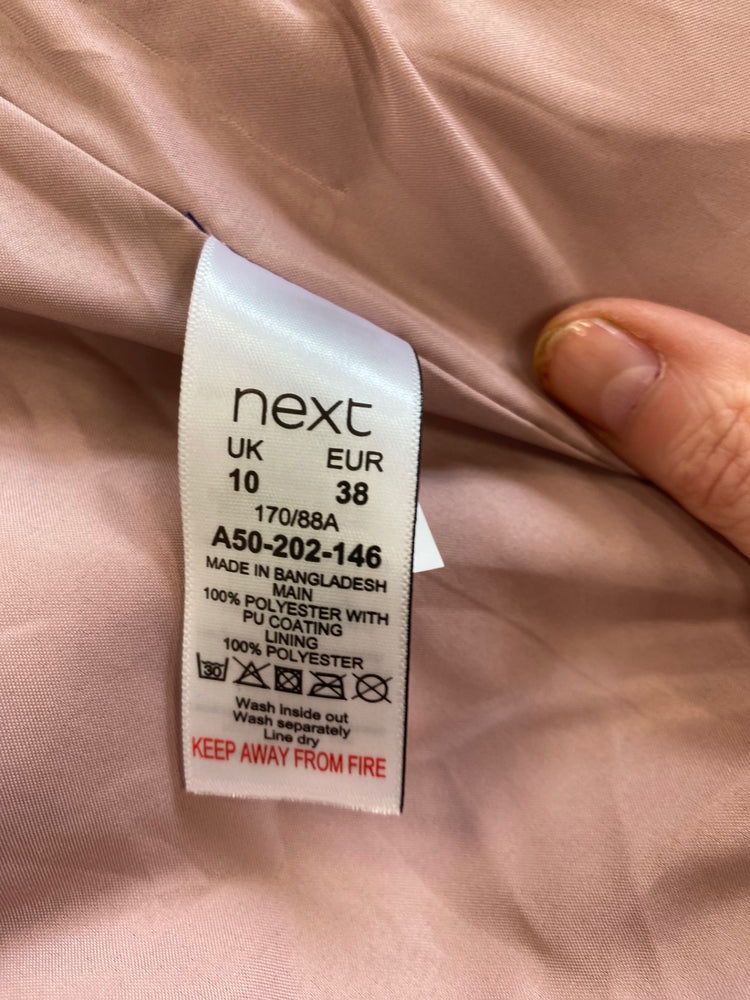 next
UK EUR
10 38
170/88A
A50-202-146
MADE IN BANGLADESH
MAIN
100% POLYESTER WITH
PU COATING
LINING
100% POLYESTER
30
Wash inside out
Wash separately
Line dry
KEEP AWAY FROM FIRE